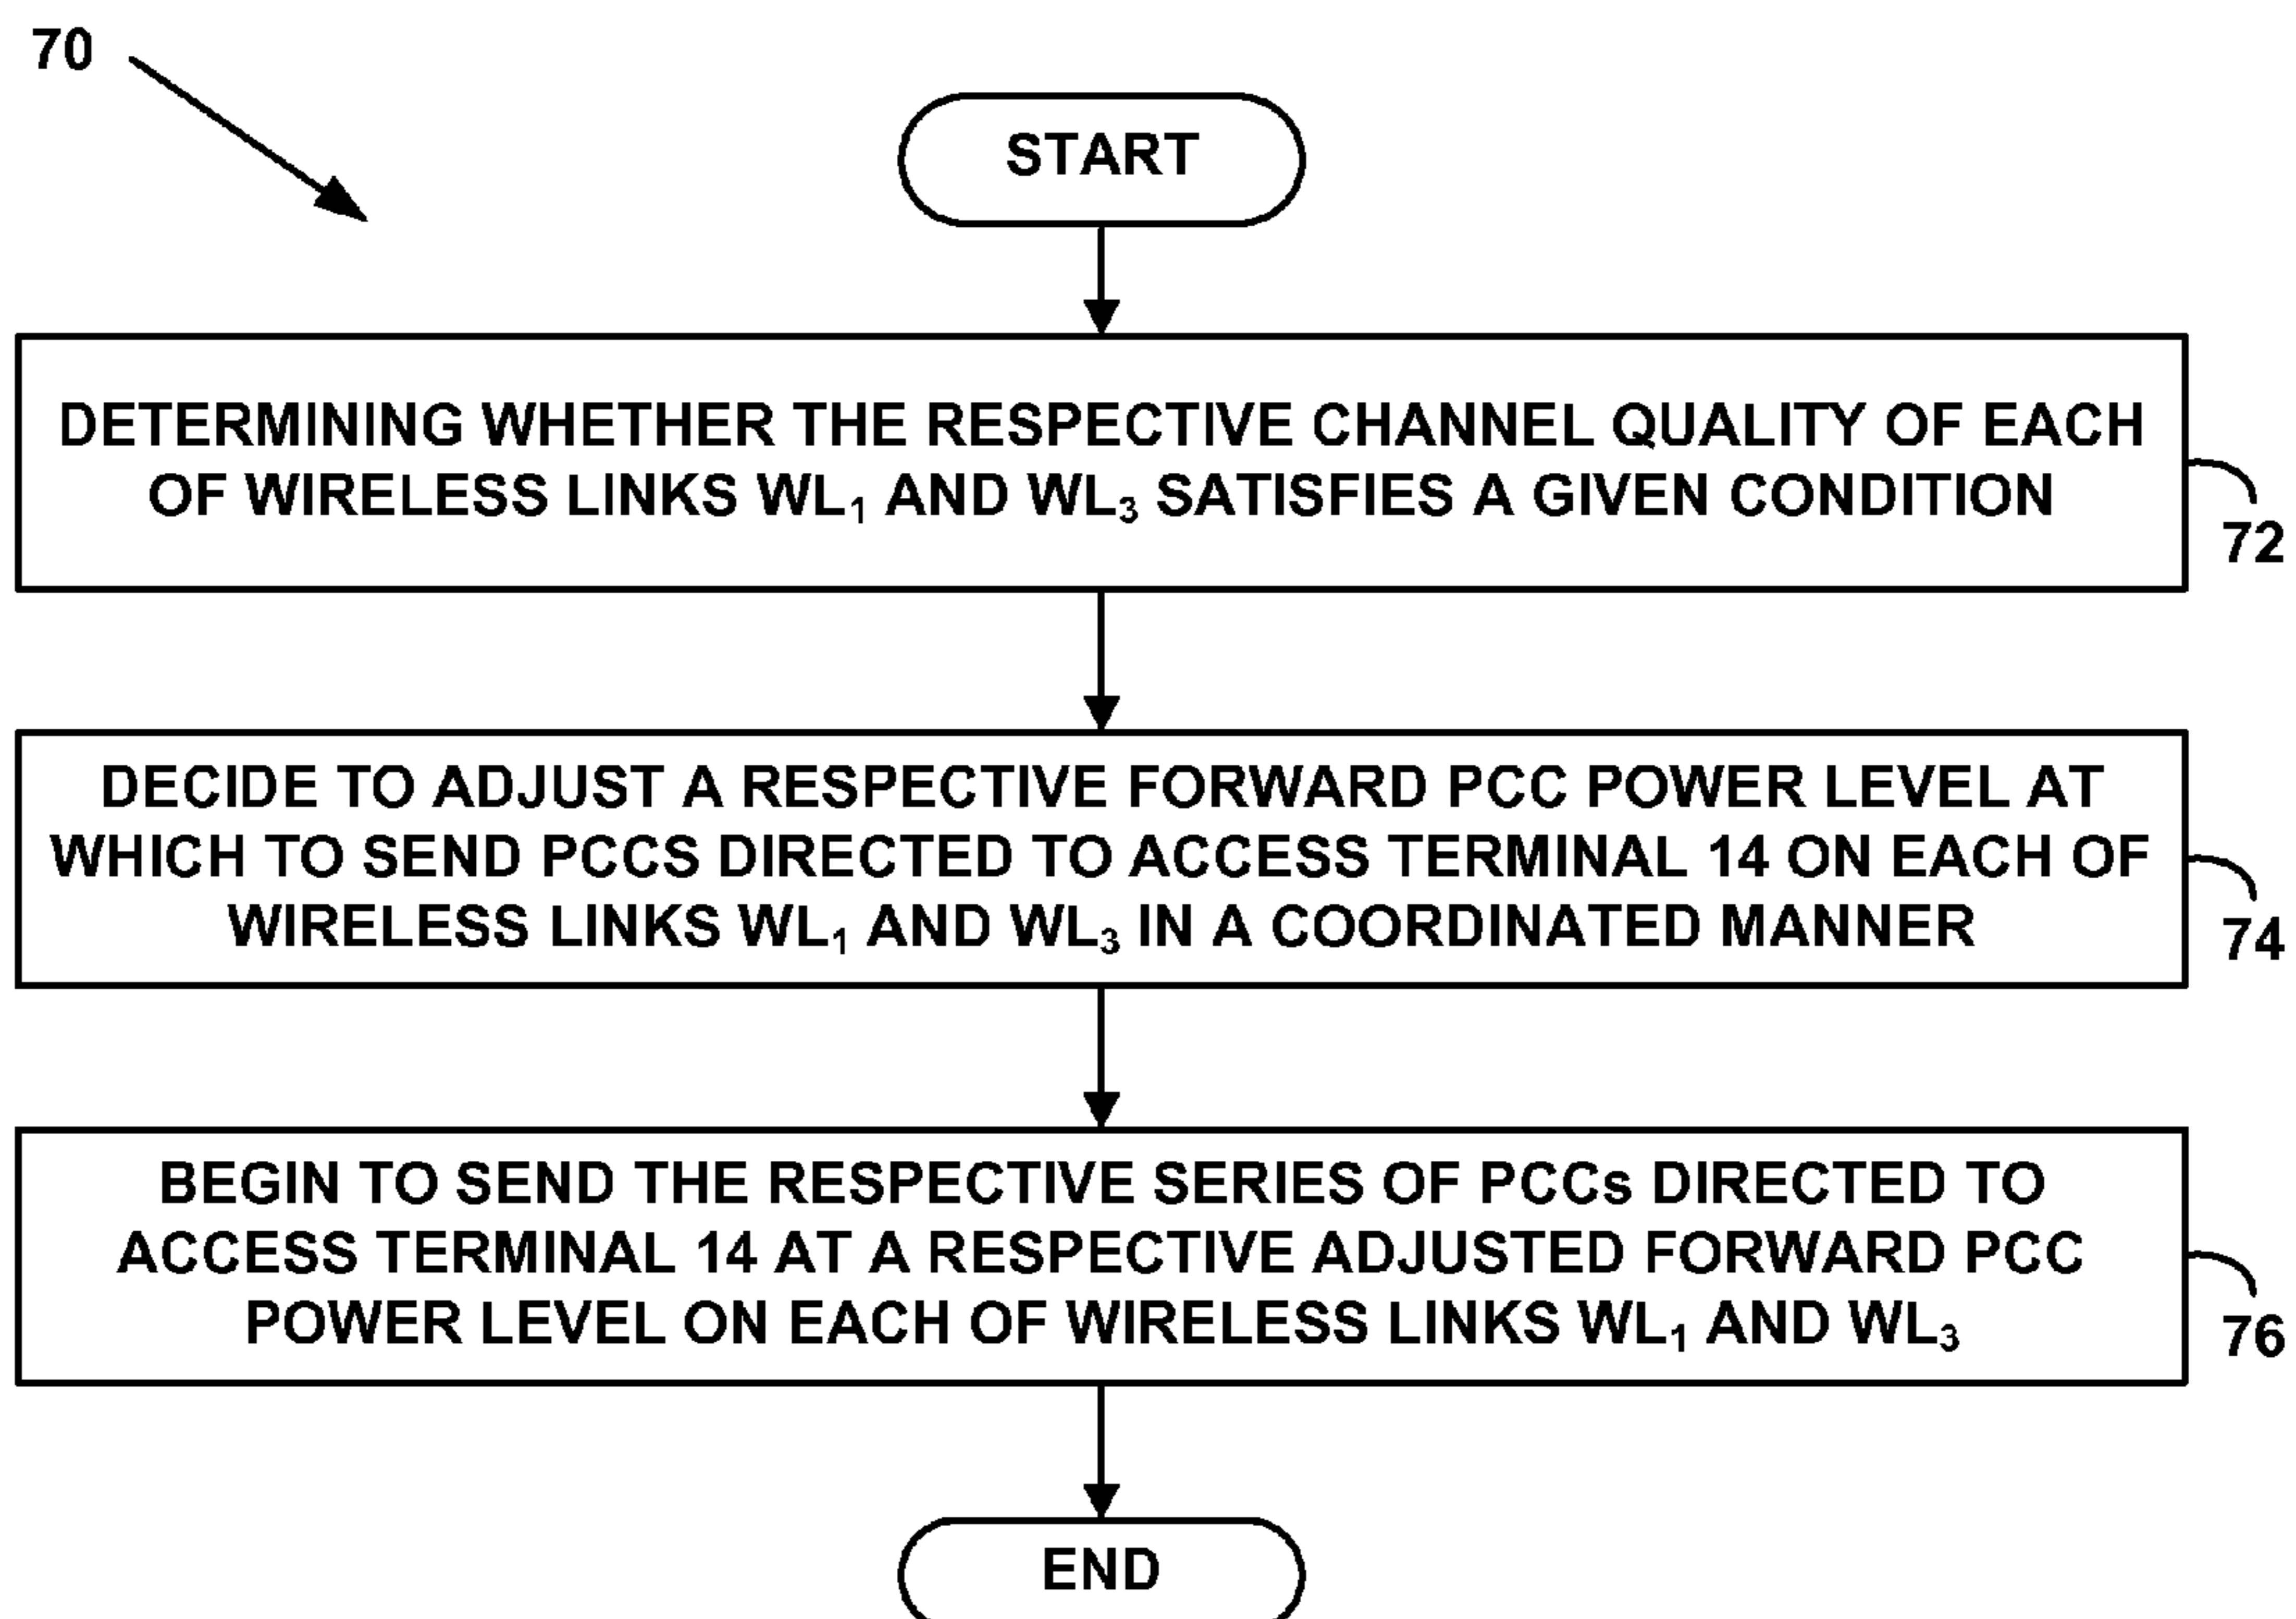 70
START
DETERMINING WHETHER THE RESPECTIVE CHANNEL QUALITY OF EACH
OF WIRELESS LINKS WL₁ AND WL₃ SATISFIES A GIVEN CONDITION
72
DECIDE TO ADJUST A RESPECTIVE FORWARD PCC POWER LEVEL AT
WHICH TO SEND PCCS DIRECTED TO ACCESS TERMINAL 14 ON EACH OF
WIRELESS LINKS WL₁ AND WL₃ IN A COORDINATED MANNER
74
BEGIN TO SEND THE RESPECTIVE SERIES OF PCCs DIRECTED TO
ACCESS TERMINAL 14 AT A RESPECTIVE ADJUSTED FORWARD PCC
POWER LEVEL ON EACH OF WIRELESS LINKS WL₁ AND WL₃
76
END